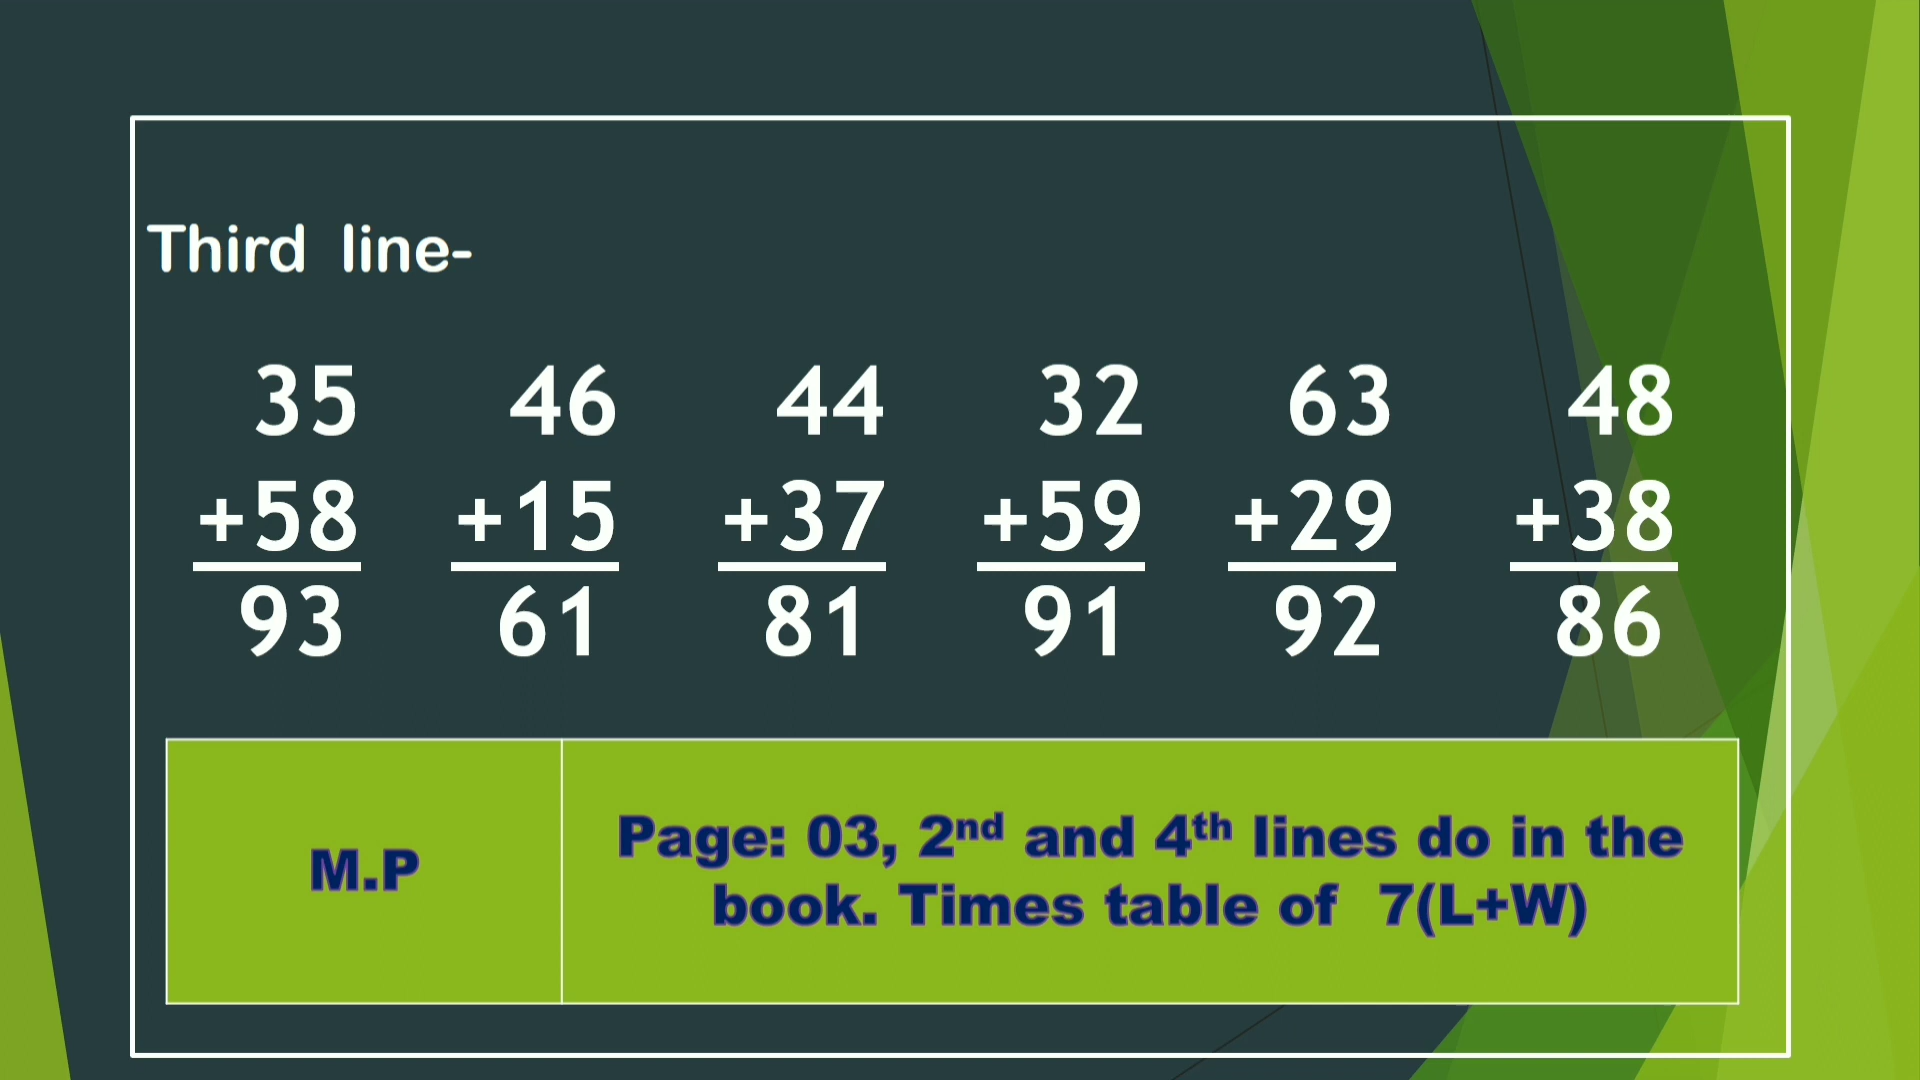 Third line-
35 46 44 32 63 48
+58 +15 +37 +59 +29 +38
93 61 81 91 92 86
M.P
Page: 03, 2nd and 4th lines do in the
book. Times table of 7(L+W)